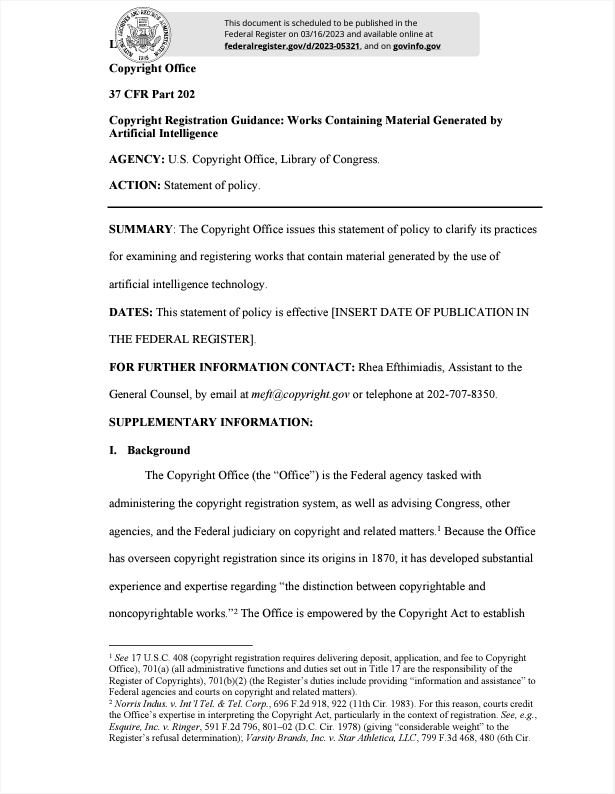 This document is scheduled to be published in the
Federal Register on 03/16/2023 and available online at
federalregister.gov/d/2023-05321, and on govinfo.gov
L
Copyright Office
37 CFR Part 202
Copyright Registration Guidance: Works Containing Material Generated by
Artificial Intelligence
AGENCY: U.S. Copyright Office, Library of Congress.
ACTION: Statement of policy.
SUMMARY: The Copyright Office issues this statement of policy to clarify its practices
for examining and registering works that contain material generated by the use of
artificial intelligence technology.
DATES: This statement of policy is effective [INSERT DATE OF PUBLICATION IN
THE FEDERAL REGISTER].
FOR FURTHER INFORMATION CONTACT: Rhea Efthimiadis, Assistant to the
General Counsel, by email at meft@copyright.gov or telephone at 202-707-8350.
SUPPLEMENTARY INFORMATION:
I. Background
The Copyright Office (the “Office”) is the Federal agency tasked with
administering the copyright registration system, as well as advising Congress, other
agencies, and the Federal judiciary on copyright and related matters.¹ Because the Office
has overseen copyright registration since its origins in 1870, it has developed substantial
experience and expertise regarding “the distinction between copyrightable and
noncopyrightable works.”² The Office is empowered by the Copyright Act to establish
¹ See 17 U.S.C. 408 (copyright registration requires delivering deposit, application, and fee to Copyright
Office), 701(a) (all administrative functions and duties set out in Title 17 are the responsibility of the
Register of Copyrights), 701(b)(2) (the Register’s duties include providing “information and assistance” to
Federal agencies and courts on copyright and related matters).
² Norris Indus. v. Int’l Tel. & Tel. Corp., 696 F.2d 918, 922 (11th Cir. 1983). For this reason, courts credit
the Office’s expertise in interpreting the Copyright Act, particularly in the context of registration. See, e.g.,
Esquire, Inc. v. Ringer, 591 F.2d 796, 801–02 (D.C. Cir. 1978) (giving “considerable weight” to the
Register’s refusal determination); Varsity Brands, Inc. v. Star Athletica, LLC, 799 F.3d 468, 480 (6th Cir.